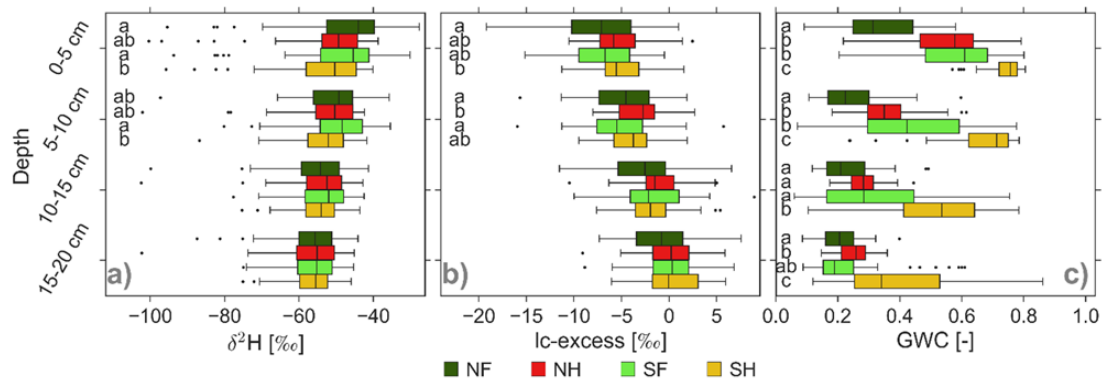 Depth
0-5 cm
5-10 cm
10-15 cm
15-20 cm
a
ab
a
b
ab
ab
a
b
a)
−100 −80 −60 −40
δ²H [‰]
a
ab
a
b
a
b
a
ab
b)
−20 −15 −10 −5 0 5
lc-excess [‰]
a
b
b
c
a
b
b
c
a
a
a
b
a
b
ab
c
c)
0.0 0.2 0.4 0.6 0.8 1.0
GWC [-]
NF NH SF SH